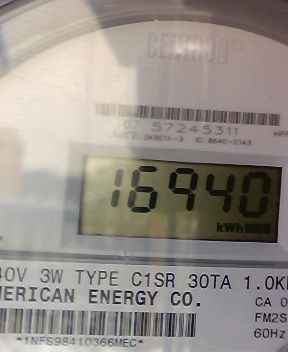 CENTRON®
07 57245311
16940
kWh
40V 3W TYPE C1SR 30TA 1.0K
MERICAN ENERGY CO.
CA 0
FM2S
60Hz
*1NFS98410366MEC*